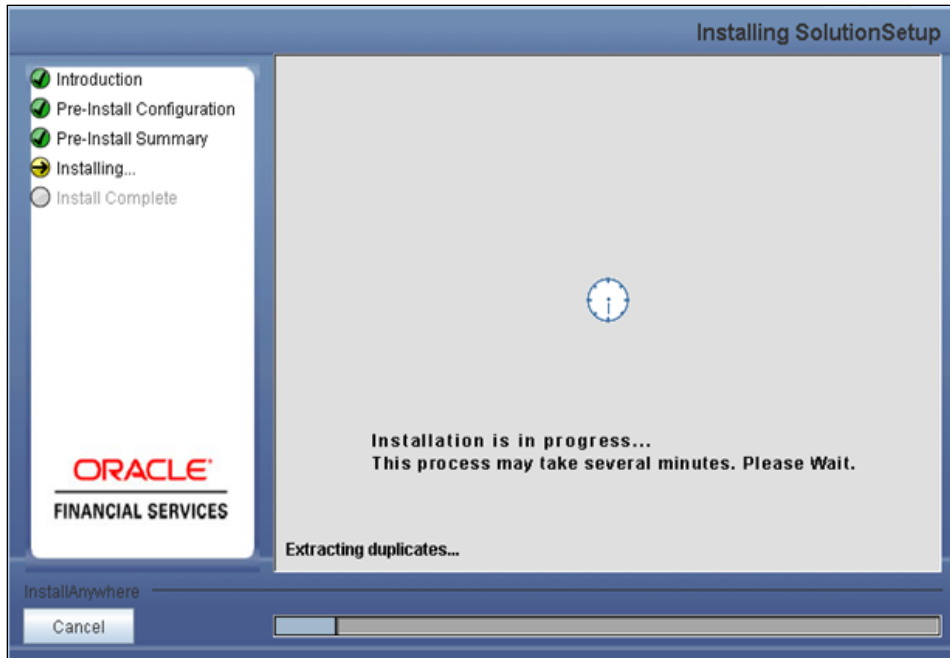 Installing SolutionSetup
Introduction
Pre-Install Configuration
Pre-Install Summary
Installing...
Install Complete
ORACLE
FINANCIAL SERVICES
Installation is in progress...
This process may take several minutes. Please Wait.
Extracting duplicates...
InstallAnywhere
Cancel